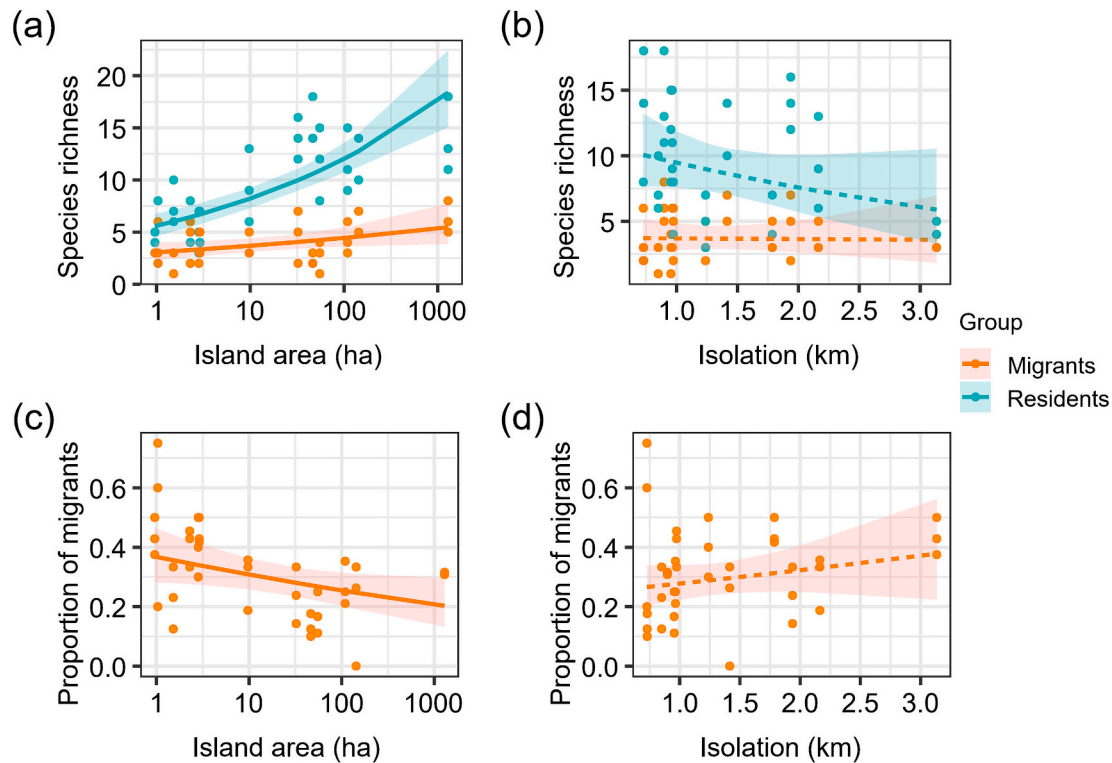 (a)
Species richness
20
15
10
5
0
1 10 100 1000
Island area (ha)
(b)
Species richness
15
10
5
1.0 1.5 2.0 2.5 3.0
Isolation (km)
Group
Migrants
Residents
(c)
Proportion of migrants
0.6
0.4
0.2
0.0
1 10 100 1000
Island area (ha)
(d)
Proportion of migrants
0.6
0.4
0.2
0.0
1.0 1.5 2.0 2.5 3.0
Isolation (km)